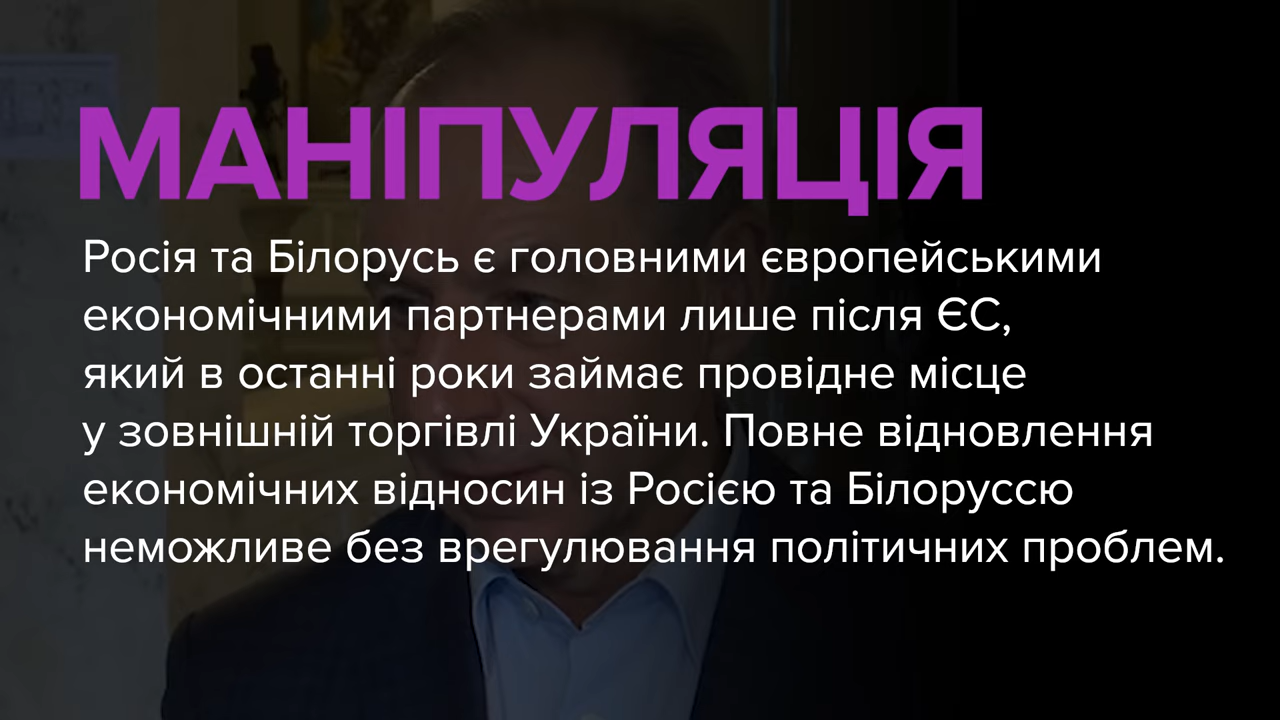 МАНІПУЛЯЦІЯ
Росія та Білорусь є головними європейськими
економічними партнерами лише після ЄС,
який в останні роки займає провідне місце
у зовнішній торгівлі України. Повне відновлення
економічних відносин із Росією та Білоруссю
неможливе без врегулювання політичних проблем.